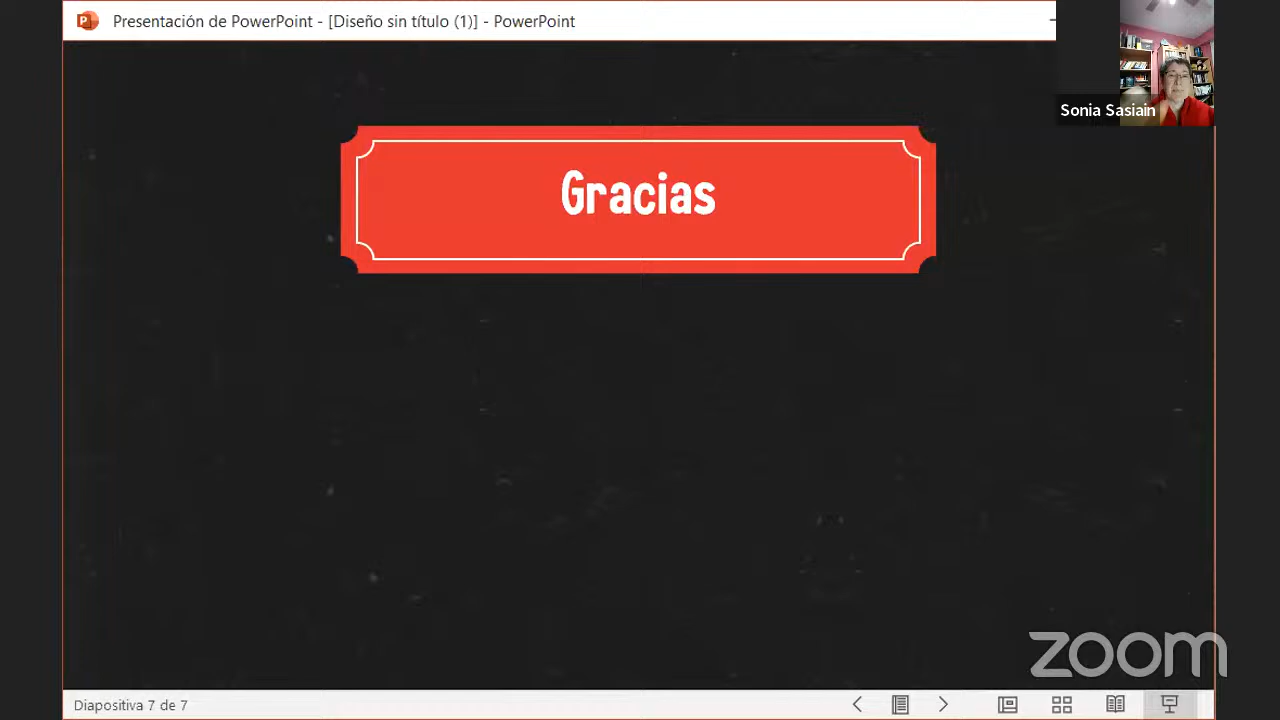 Presentación de PowerPoint - [Diseño sin título (1)] - PowerPoint
Sonia Sasiain
Gracias
zoom
Diapositiva 7 de 7